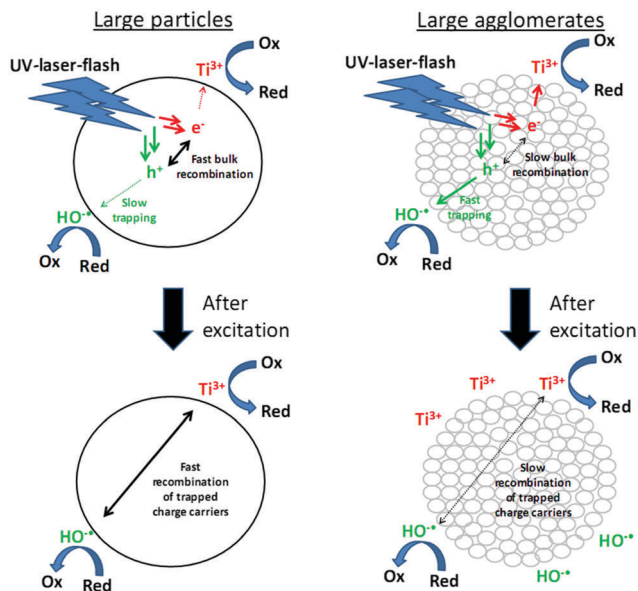 Large particles
Large agglomerates
UV-laser-flash
Ti³⁺
Ox
Red
e⁻
h⁺
Fast bulk
recombination
Slow
trapping
HO⁻•
Ox
Red
UV-laser-flash
Ti³⁺
Ox
Red
e⁻
h⁺
Slow bulk
recombination
Fast
trapping
HO⁻•
Ox
Red
After
excitation
After
excitation
Ti³⁺
Ox
Red
Fast
recombination
of trapped
charge carriers
HO⁻•
Ox
Red
Ti³⁺
Ti³⁺
Ti³⁺
Ox
Red
Slow
recombination
of trapped
charge carriers
HO⁻•
HO⁻•
HO⁻•
Ox
Red